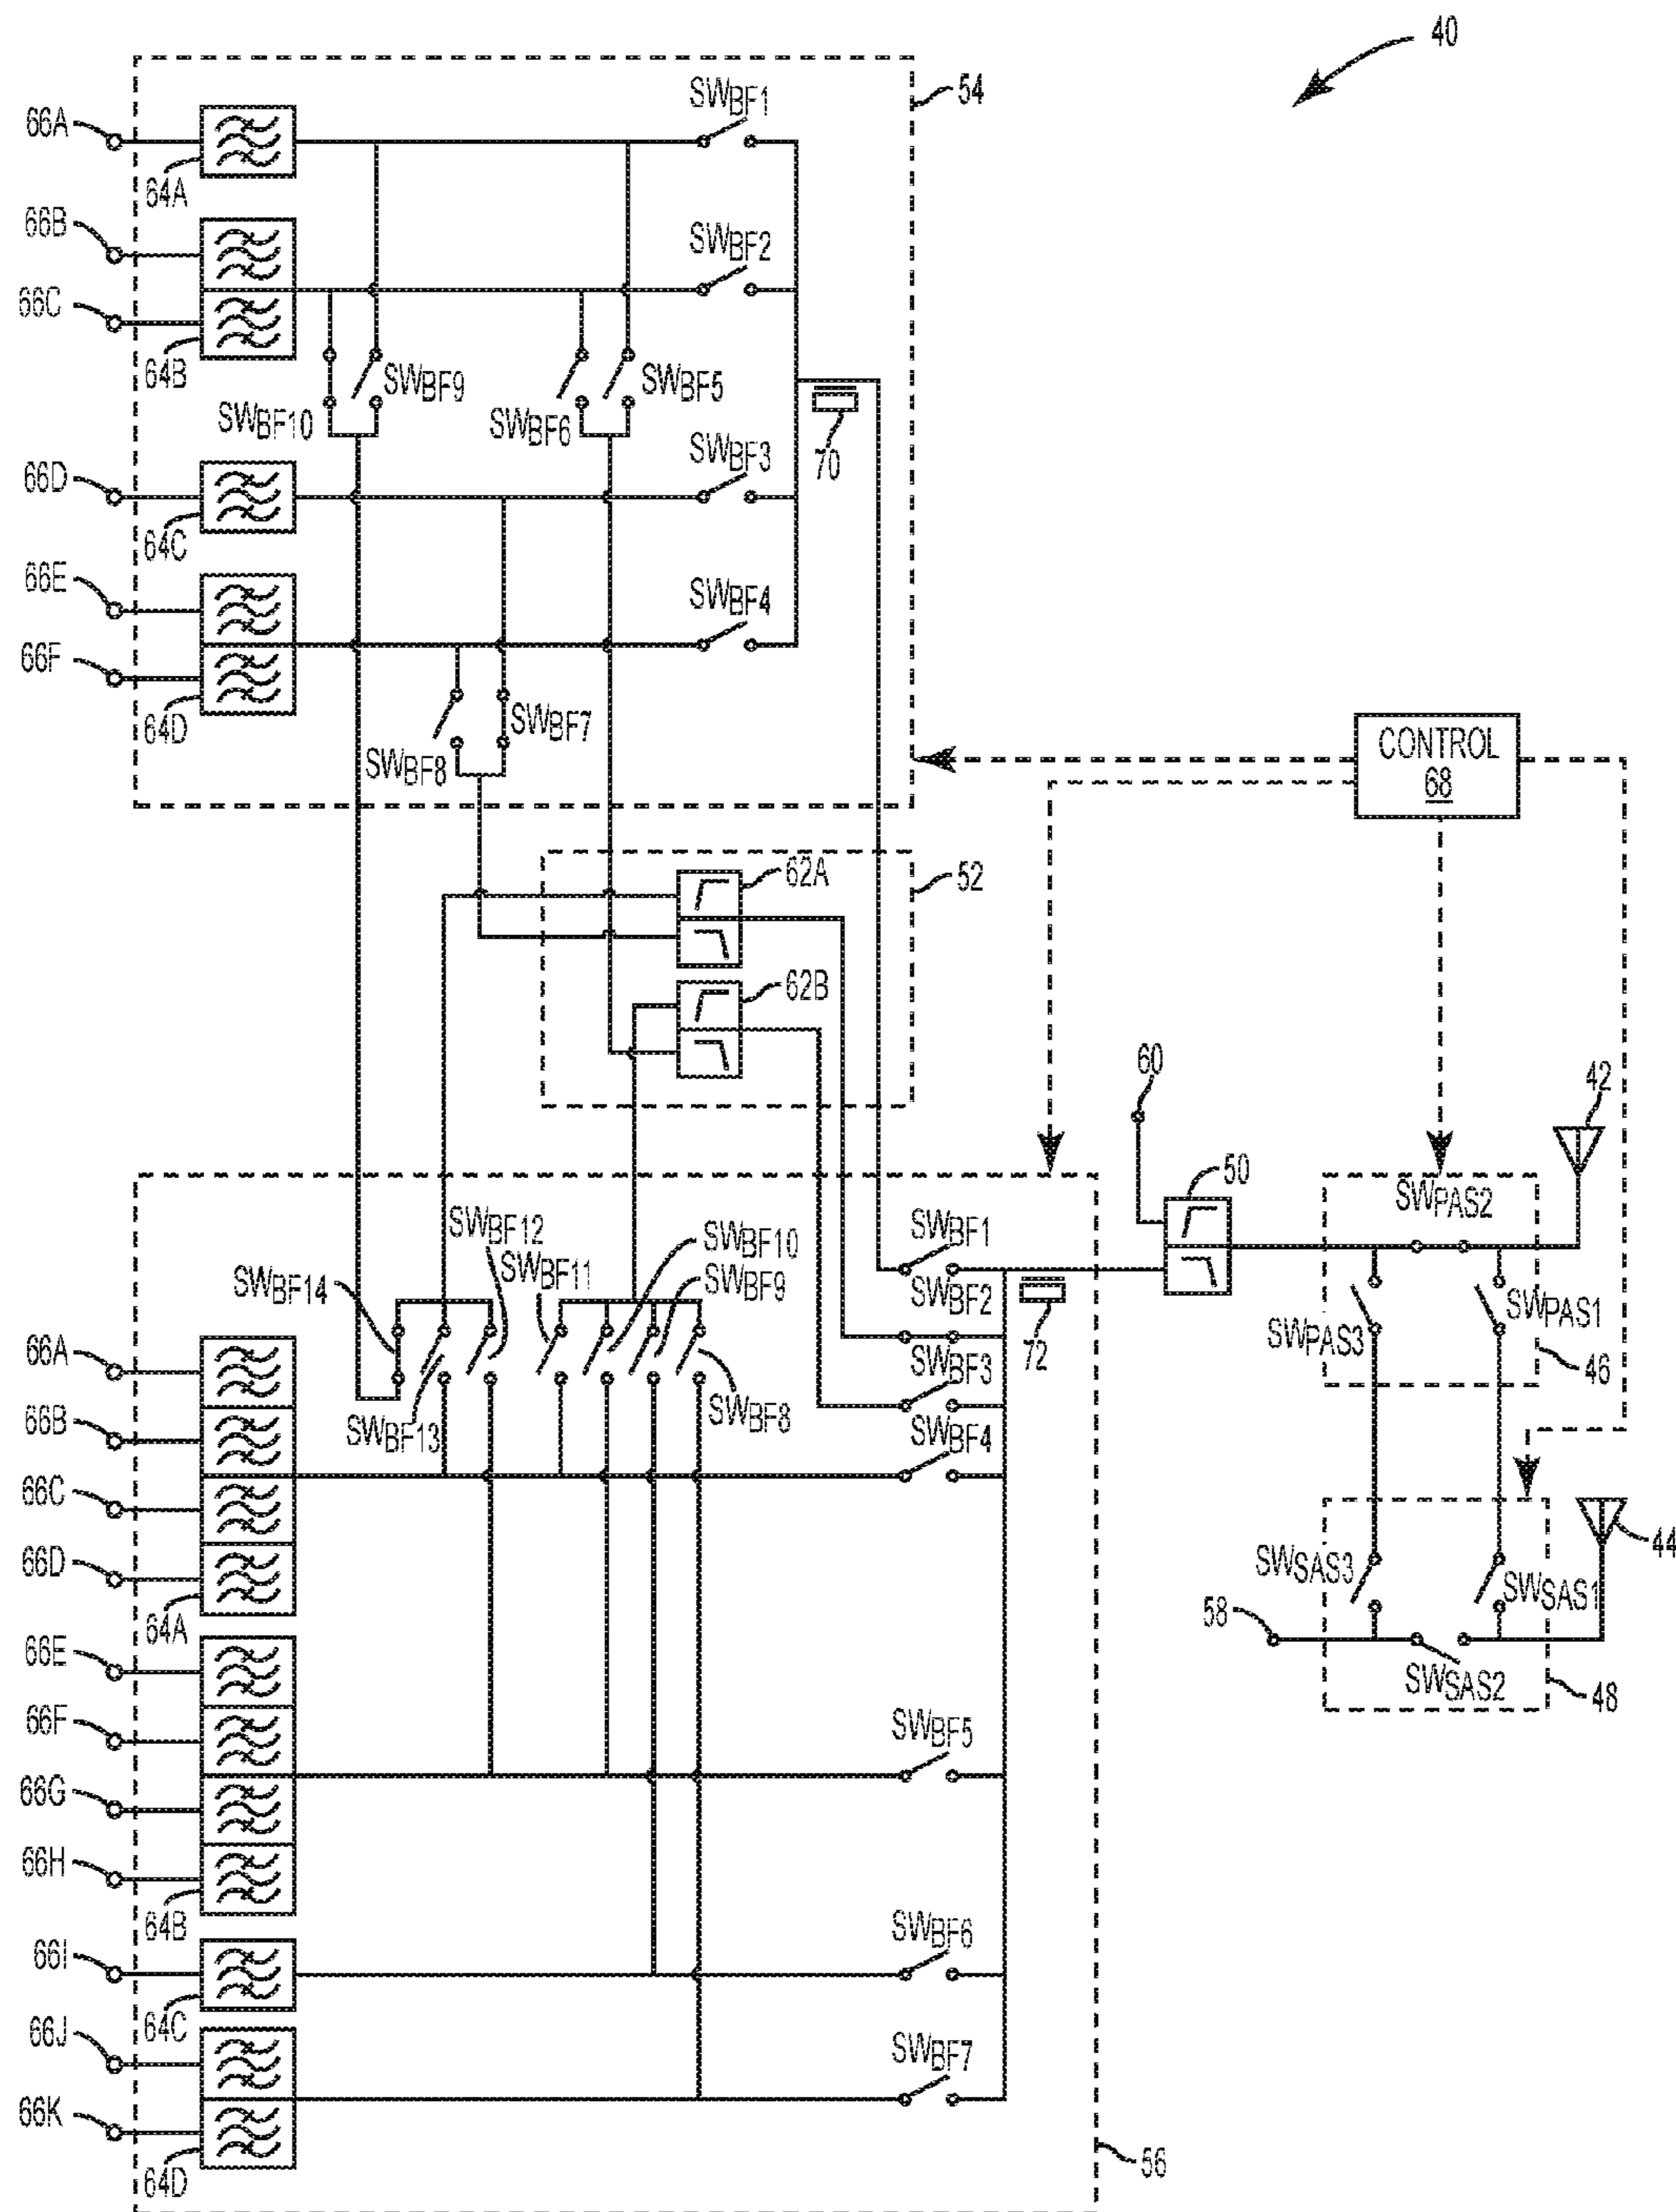 40
54
66A
64A
SWBF1
66B
66C
64B
SWBF2
SWBF9
SWBF10
SWBF5
SWBF6
70
66D
64C
SWBF3
66E
66F
64D
SWBF4
SWBF7
SWBF8
CONTROL
68
62A
52
62B
60
42
50
SWPAS2
SWPAS1
SWPAS3
46
SWBF12
SWBF11
SWBF10
SWBF9
SWBF14
SWBF13
SWBF8
SWBF1
SWBF2
72
SWBF3
SWBF4
66A
66B
66C
66D
64A
SWSAS3
SWSAS1
44
58
SWSAS2
48
66E
66F
66G
66H
64B
SWBF5
66I
64C
SWBF6
66J
66K
64D
SWBF7
56